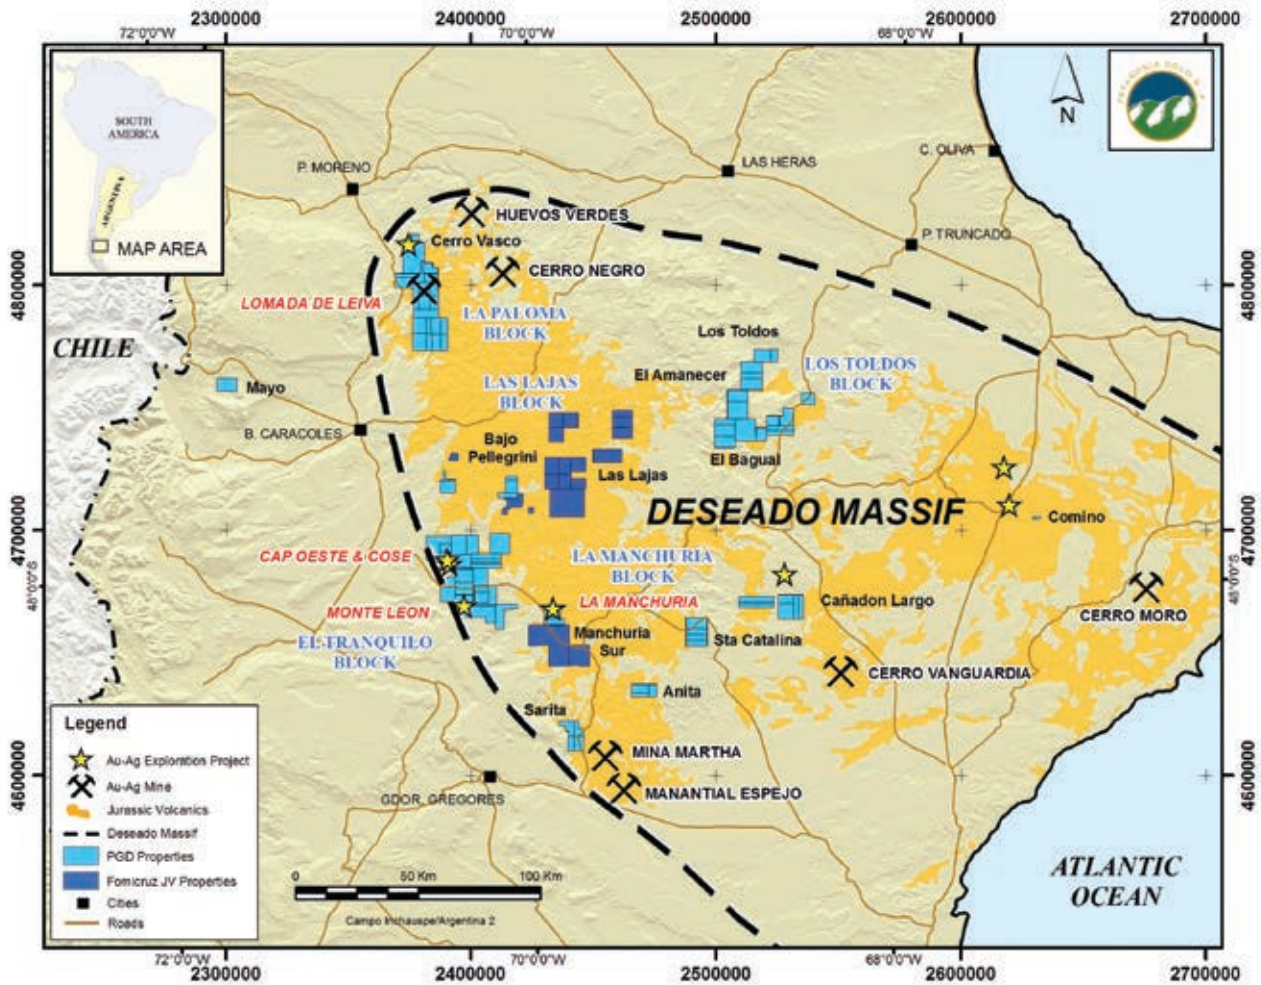 2300000
2400000
2500000
2600000
2700000
72°0'0"W
70°0'0"W
68°0'0"W
SOUTH
AMERICA
ARGENTINA
MAP AREA
N
P. MORENO
LAS HERAS
C. OLIVA
P. TRUNCADO
HUEVOS VERDES
Cerro Vasco
CERRO NEGRO
4800000
4800000
LOMADA DE LEIVA
LA PALOMA
BLOCK
CHILE
Los Toldos
LOS TOLDOS
BLOCK
El Amanecer
Mayo
LAS LAJAS
BLOCK
B. CARACOLES
Bajo
Pellegrini
El Bagual
Las Lajas
DESEADO MASSIF
Comino
4700000
4700000
CAP OESTE & COSE
LA MANCHURIA
BLOCK
48°0'0"S
48°0'0"S
MONTE LEON
LA MANCHURIA
Cañadon Largo
CERRO MORO
EL TRANQUILO
BLOCK
Manchuria
Sur
Sta Catalina
CERRO VANGUARDIA
Anita
Sarita
MINA MARTHA
MANANTIAL ESPEJO
4600000
4600000
GDOR. GREGORES
Legend
Au-Ag Exploration Project
Au-Ag Mine
Jurassic Volcanics
Deseado Massif
PGD Properties
Fomicruz JV Properties
Cities
Roads
0
50 Km
100 Km
Campo Inchauspe/Argentina 2
ATLANTIC
OCEAN
72°0'0"W
70°0'0"W
68°0'0"W
2300000
2400000
2500000
2600000
2700000